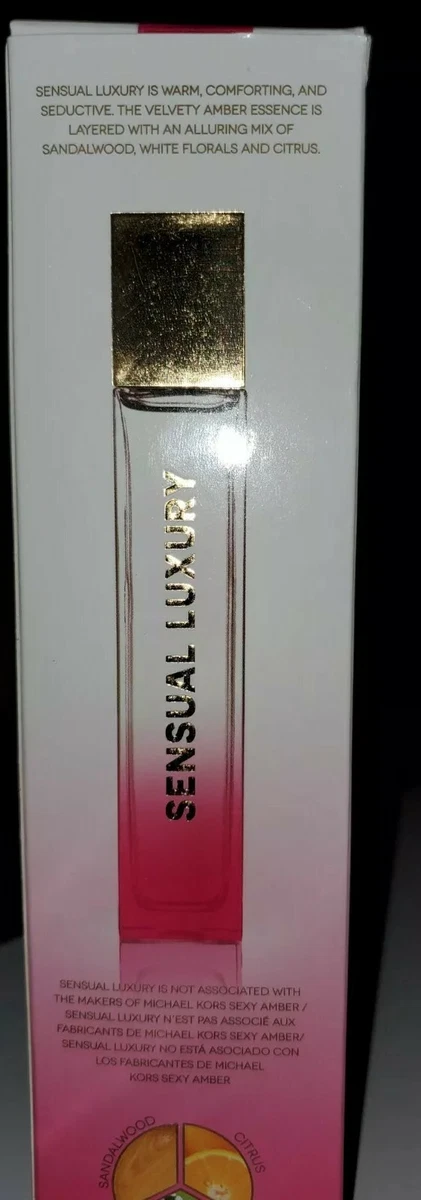 SENSUAL LUXURY IS WARM, COMFORTING, AND
SEDUCTIVE. THE VELVETY AMBER ESSENCE IS
LAYERED WITH AN ALLURING MIX OF
SANDALWOOD, WHITE FLORALS AND CITRUS.
SENSUAL LUXURY
SENSUAL LUXURY IS NOT ASSOCIATED WITH
THE MAKERS OF MICHAEL KORS SEXY AMBER /
SENSUAL LUXURY N'EST PAS ASSOCIÉ AUX
FABRICANTS DE MICHAEL KORS SEXY AMBER/
SENSUAL LUXURY NO ESTÁ ASOCIADO CON
LOS FABRICANTES DE MICHAEL
KORS SEXY AMBER
SANDALWOOD
CITRUS